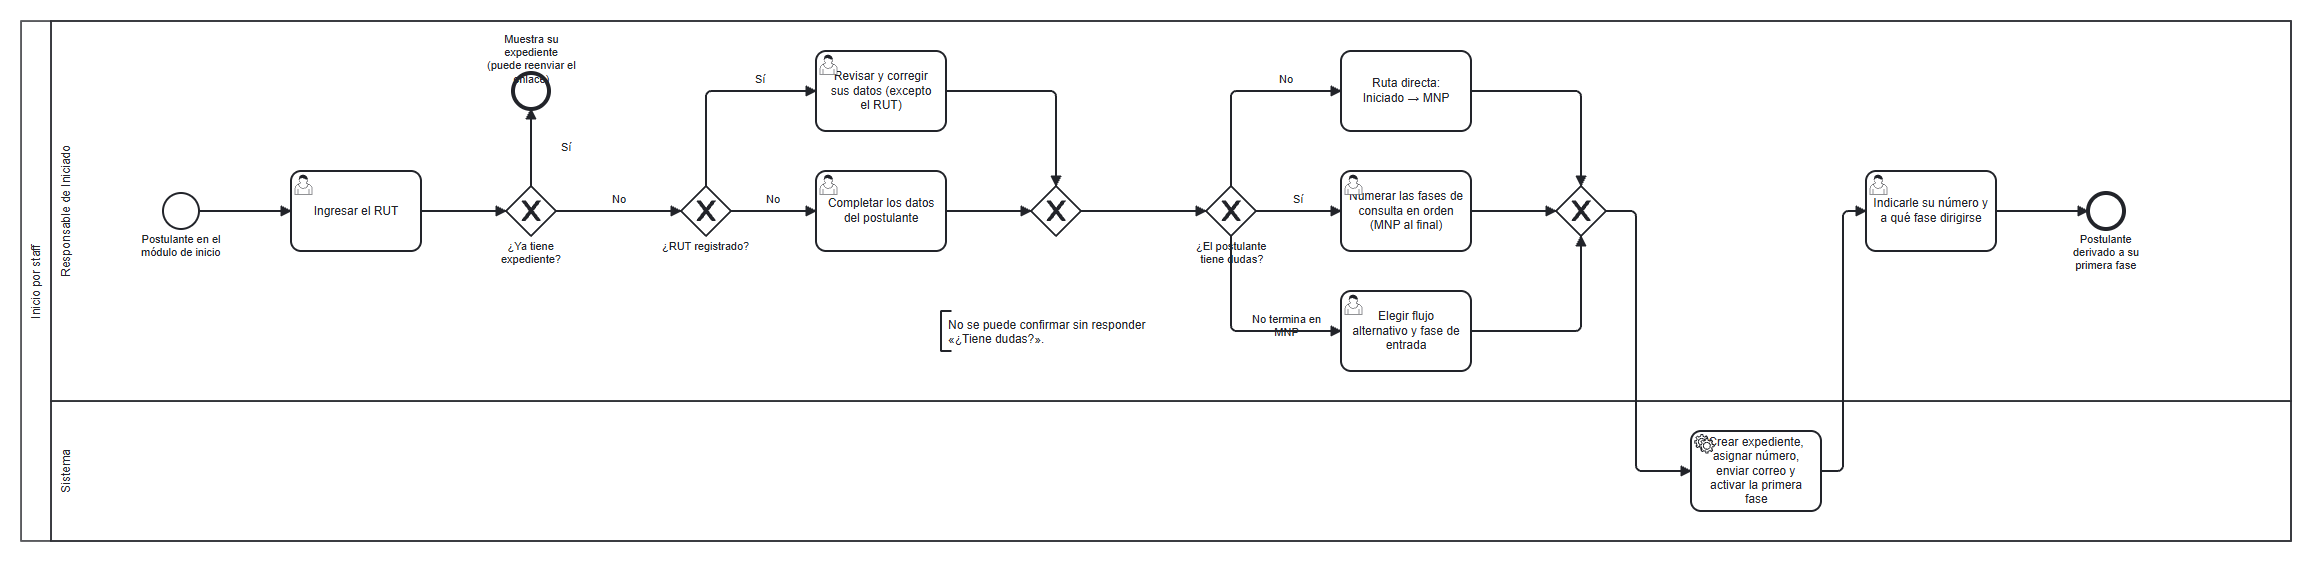 Inicio por staff
Responsable de Iniciado
Sistema
Postulante en el
módulo de inicio
Ingresar el RUT
Muestra su
expediente
(puede reenviar el
enlace)
Sí
¿Ya tiene
expediente?
No
¿RUT registrado?
Sí
Revisar y corregir
sus datos (excepto
el RUT)
No
Completar los datos
del postulante
No se puede confirmar sin responder
«¿Tiene dudas?».
¿El postulante
tiene dudas?
No
Ruta directa:
Iniciado → MNP
Sí
Numerar las fases de
consulta en orden
(MNP al final)
No termina en
MNP
Elegir flujo
alternativo y fase de
entrada
Crear expediente,
asignar número,
enviar correo y
activar la primera
fase
Indicarle su número y
a qué fase dirigirse
Postulante
derivado a su
primera fase